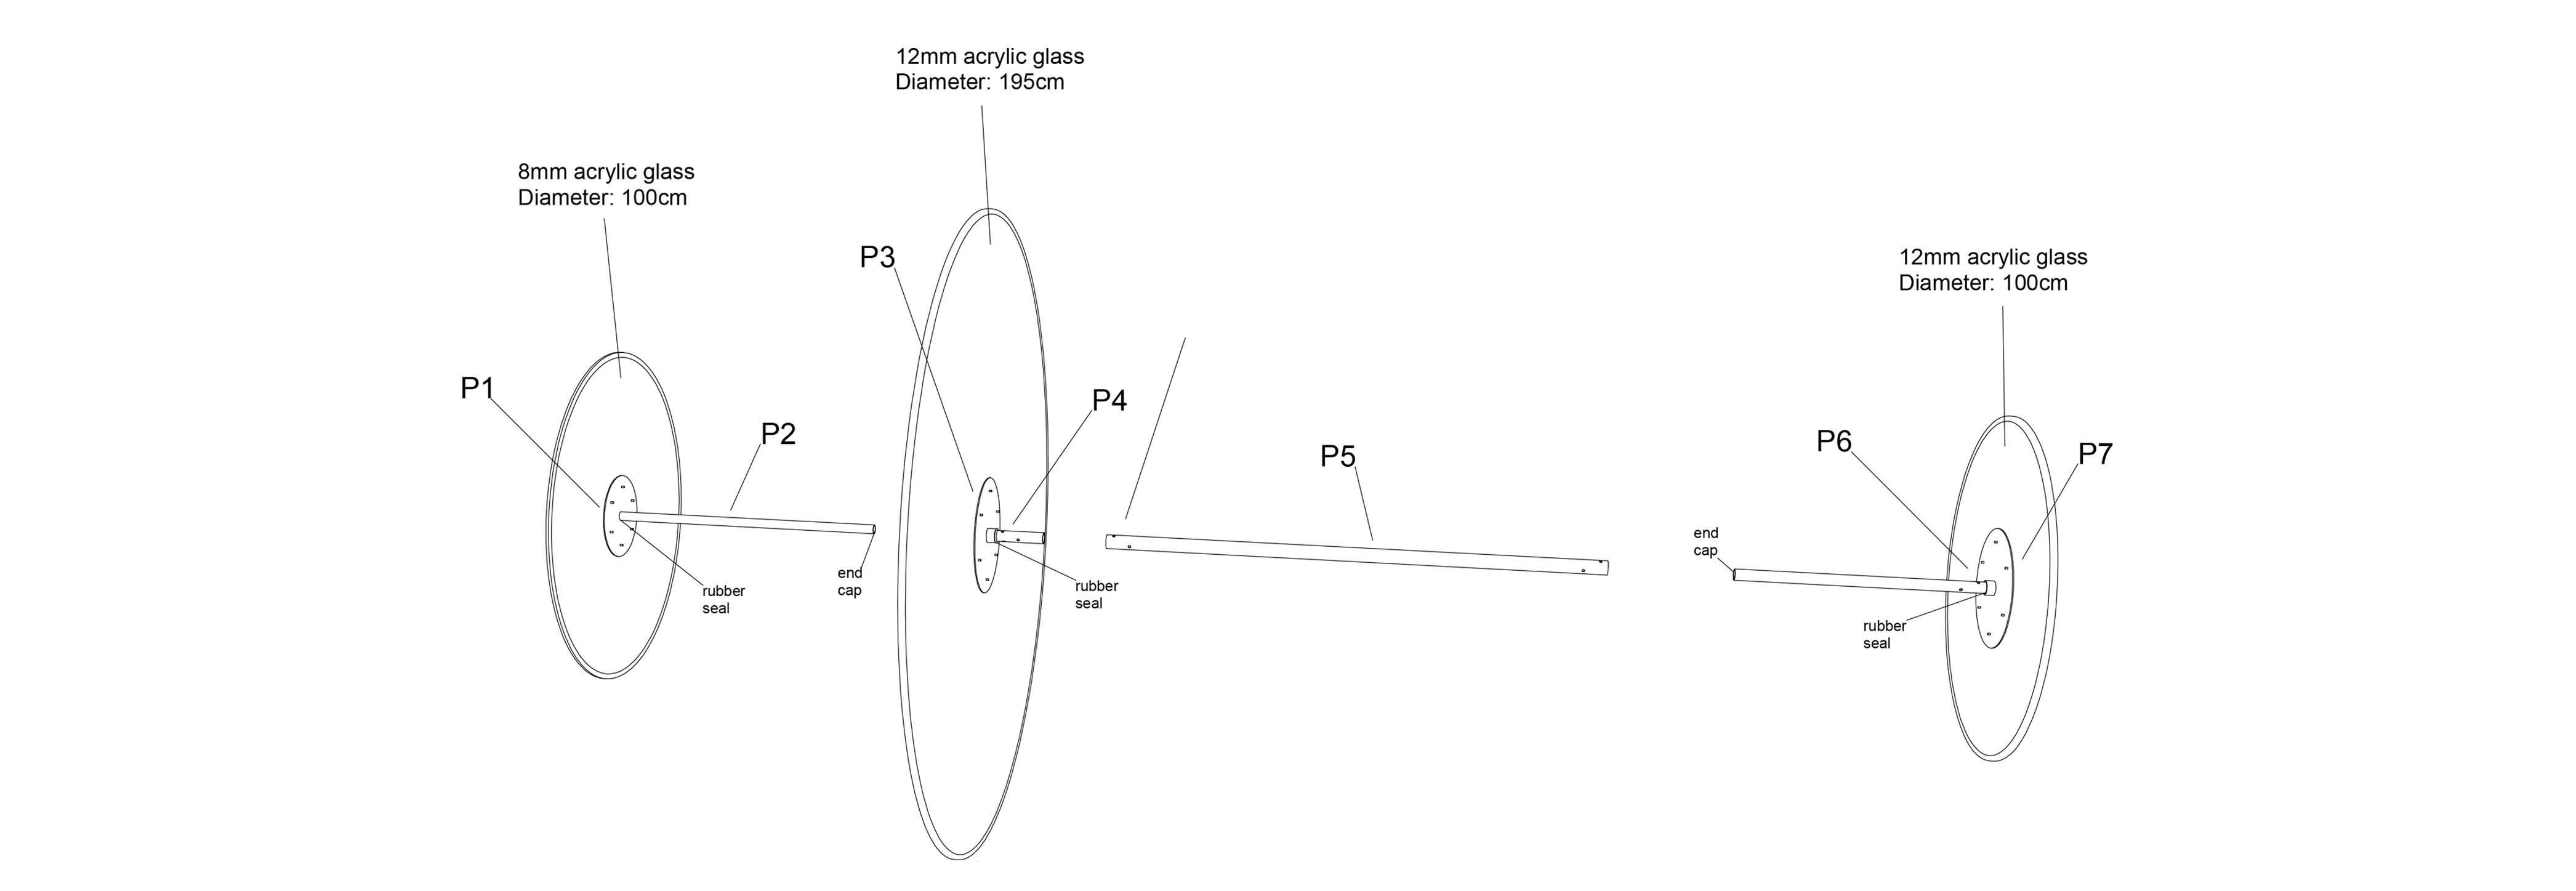 12mm acrylic glass
Diameter: 195cm
8mm acrylic glass
Diameter: 100cm
P3
12mm acrylic glass
Diameter: 100cm
P1
P4
P2
P5
P6
P7
end
cap
rubber
seal
end
cap
rubber
seal
rubber
seal